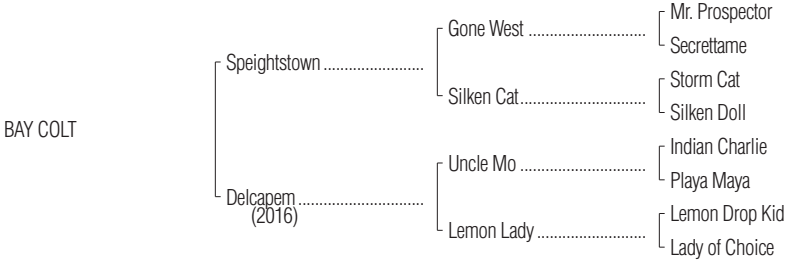 Mr. Prospector
Gone West ............................
Secrettame
Speightstown ........................
Storm Cat
Silken Cat..............................
Silken Doll
BAY COLT
Indian Charlie
Uncle Mo ..............................
Playa Maya
Delcapem ..............................
(2016)
Lemon Drop Kid
Lemon Lady ..........................
Lady of Choice